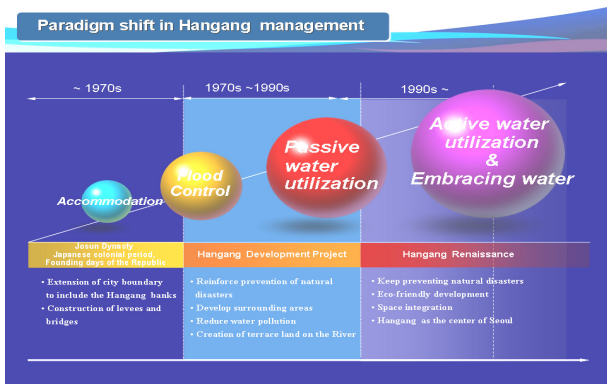 Paradigm shift in Hangang management
~ 1970s
1970s ~1990s
1990s ~
Accommodation
Flood
Control
Passive
water
utilization
Active water
utilization
&
Embracing water
Josun Dynasty
Japanese colonial period,
Founding days of the Republic
Hangang Development Project
Hangang Renaissance
• Extension of city boundary
to include the Hangang banks
• Construction of levees and
bridges
• Reinforce prevention of natural
disasters
• Develop surrounding areas
• Reduce water pollution
• Creation of terrace land on the River
• Keep preventing natural disasters
• Eco-friendly development
• Space integration
• Hangang as the center of Seoul